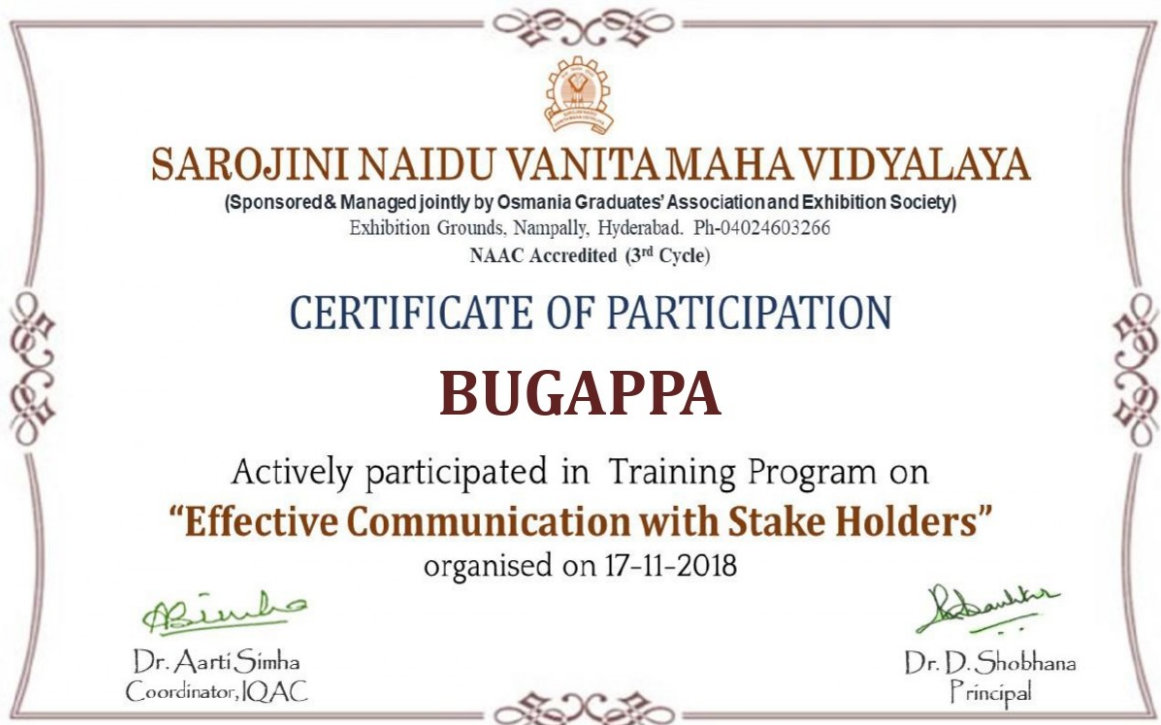 SAROJINI NAIDU VANITA MAHA VIDYALAYA
(Sponsored & Managed jointly by Osmania Graduates' Association and Exhibition Society)
Exhibition Grounds, Nampally, Hyderabad. Ph-04024603266
NAAC Accredited (3rd Cycle)
CERTIFICATE OF PARTICIPATION
BUGAPPA
Actively participated in Training Program on
“Effective Communication with Stake Holders”
organised on 17-11-2018
Dr. Aarti Simha
Coordinator, IQAC
Dr. D. Shobhana
Principal